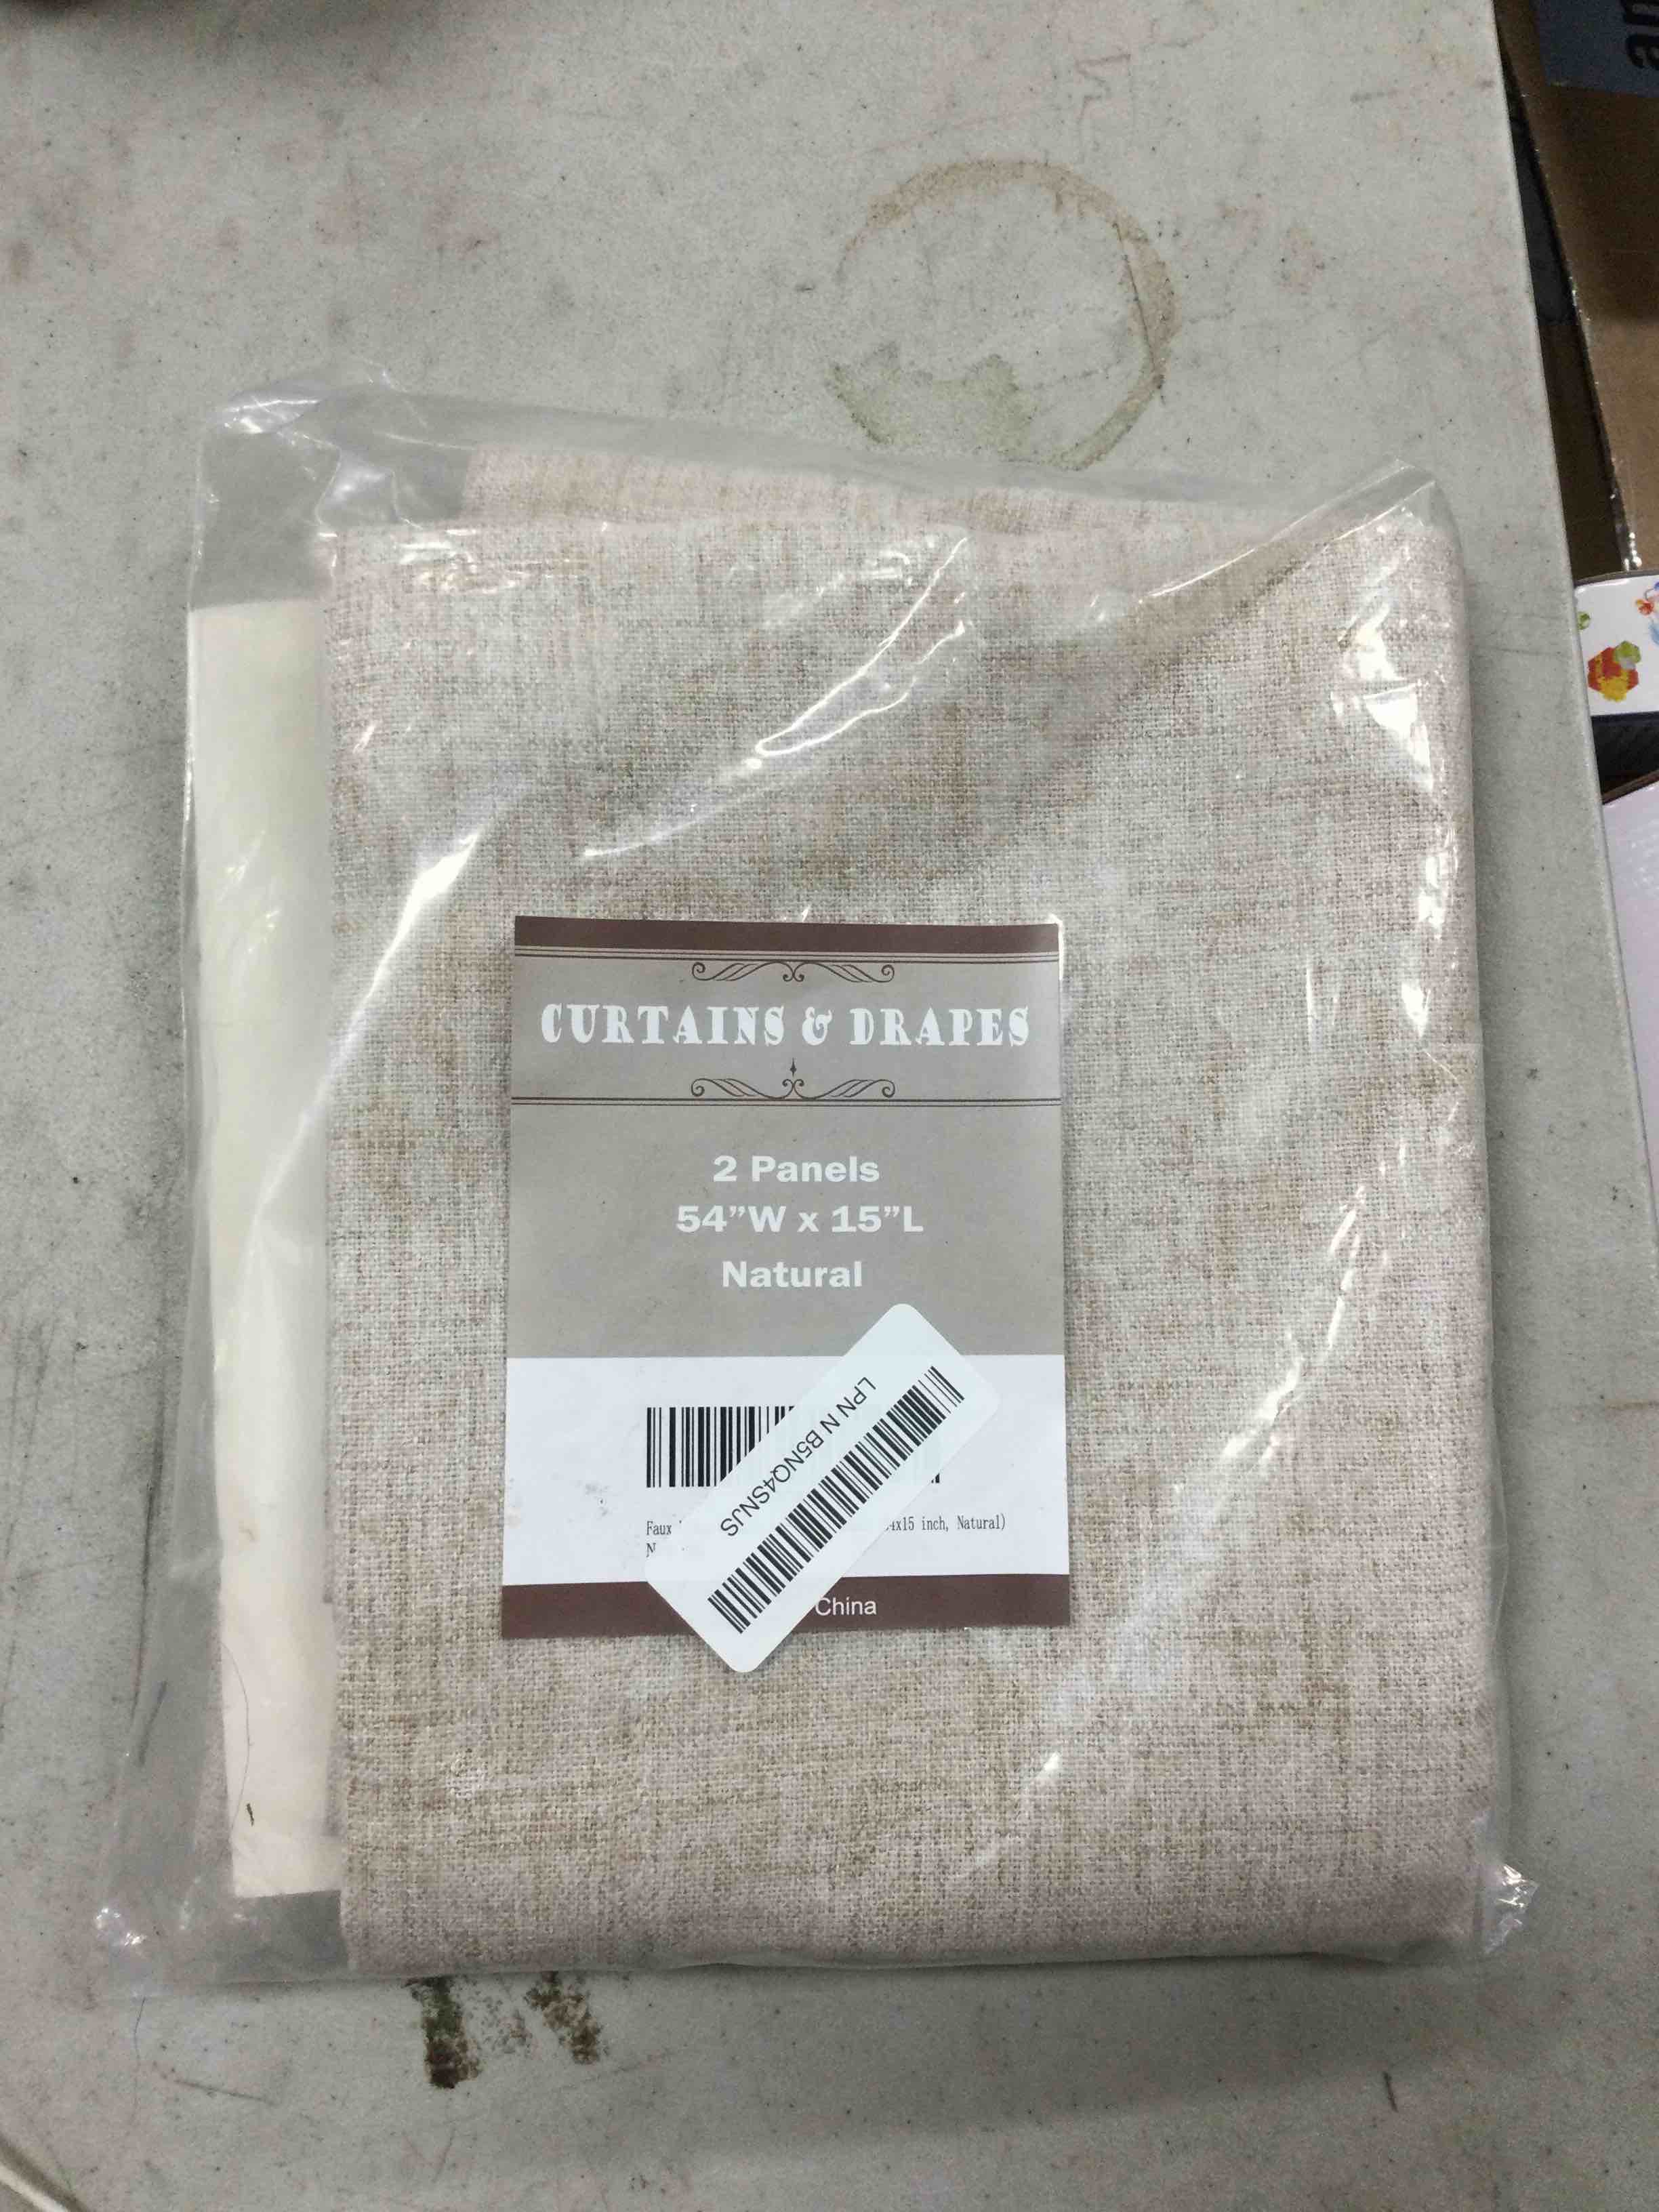 CURTAINS & DRAPES
2 Panels
54”W x 15”L
Natural
LPN N B5NQ4SNJS
Faux
4x15 inch, Natural)
N
China